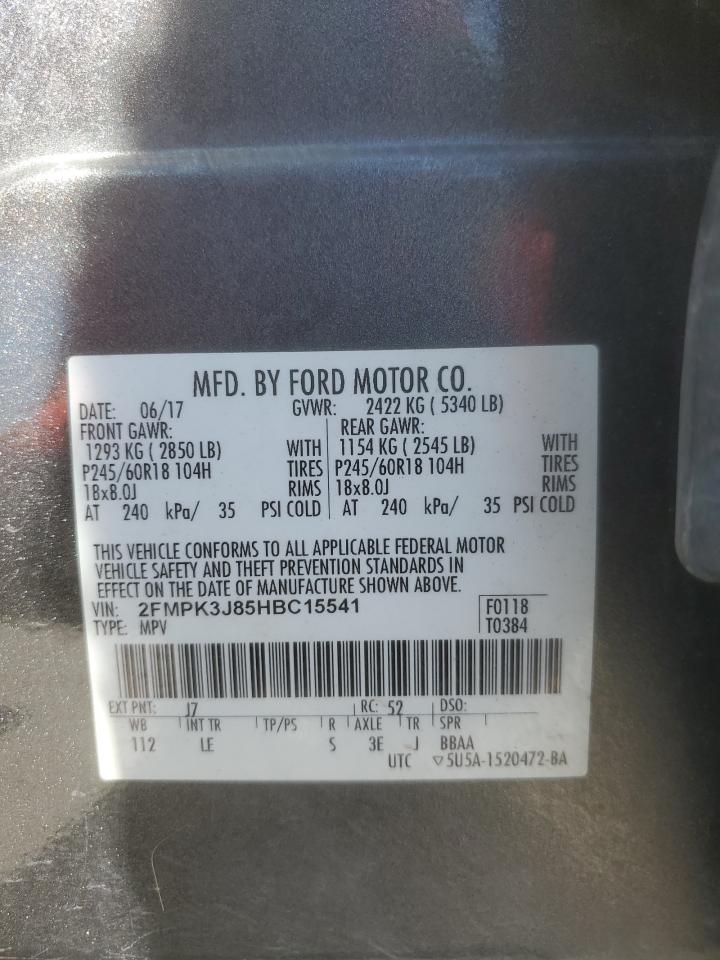 MFD. BY FORD MOTOR CO.
DATE: 06/17 GVWR: 2422 KG ( 5340 LB)
FRONT GAWR: REAR GAWR:
1293 KG ( 2850 LB) WITH 1154 KG ( 2545 LB) WITH
P245/60R18 104H TIRES P245/60R18 104H TIRES
18x8.0J RIMS 18x8.0J RIMS
AT 240 kPa/ 35 PSI COLD AT 240 kPa/ 35 PSI COLD
THIS VEHICLE CONFORMS TO ALL APPLICABLE FEDERAL MOTOR
VEHICLE SAFETY AND THEFT PREVENTION STANDARDS IN
EFFECT ON THE DATE OF MANUFACTURE SHOWN ABOVE.
VIN: 2FMPK3J85HBC15541 F0118
TYPE: MPV T0384
EXT PNT: J7 RC: 52 DSO:
WB INT TR TP/PS R AXLE TR SPR
112 LE S 3E J BBAA
UTC ▽5U5A-1520472-BA